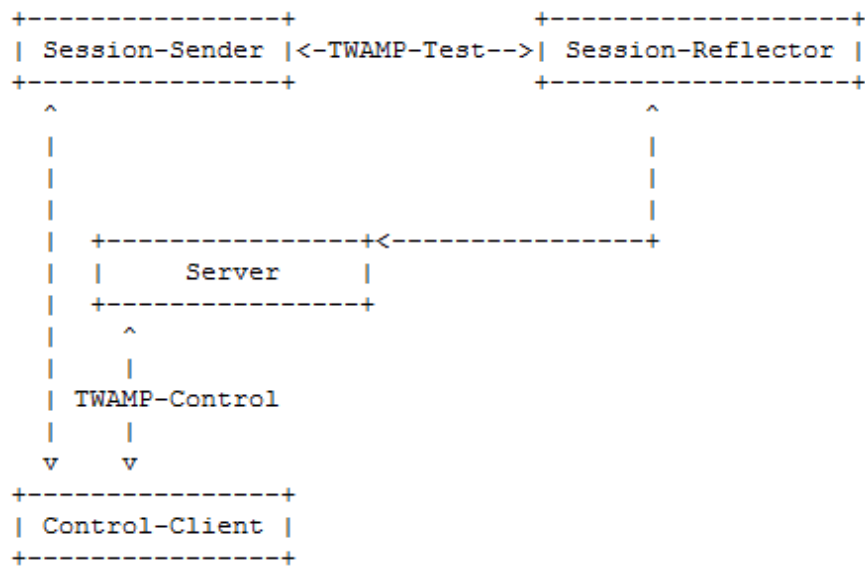 Session-Sender <-TWAMP-Test--> Session-Reflector
Server
TWAMP-Control
Control-Client